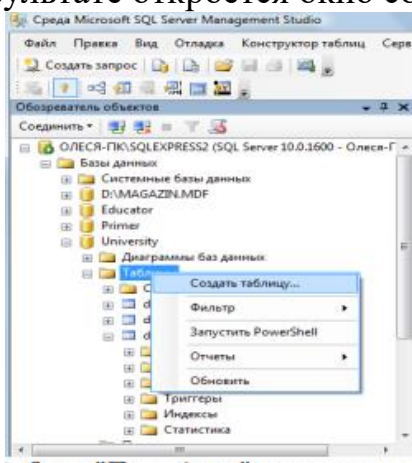 Среда Microsoft SQL Server Management Studio
Файл Правка Вид Отладка Конструктор таблиц
Создать запрос
Обозреватель объектов
Соединить
ОЛЕСЯ-ПК\SQLEXPRESS2 (SQL Server 10.0.1600 - Олеся-П
Базы данных
Системные базы данных
D:\MAGAZIN.MDF
Educator
Primer
University
Диаграммы баз данных
Создать таблицу...
Фильтр
Запустить PowerShell
Отчеты
Обновить
Триггеры
Индексы
Статистика